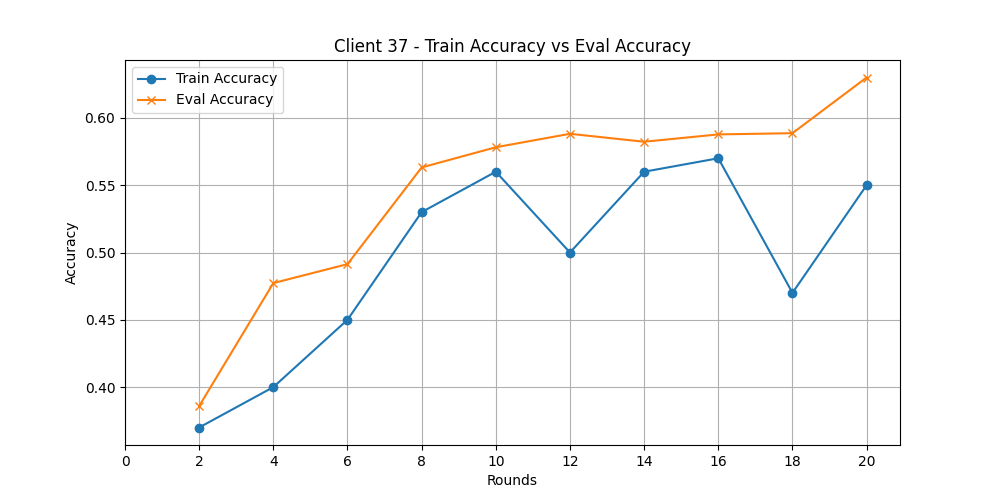 Client 37 - Train Accuracy vs Eval Accuracy
Train Accuracy
Eval Accuracy
0.60
0.55
0.50
0.45
0.40
Accuracy
0 2 4 6 8 10 12 14 16 18 20
Rounds